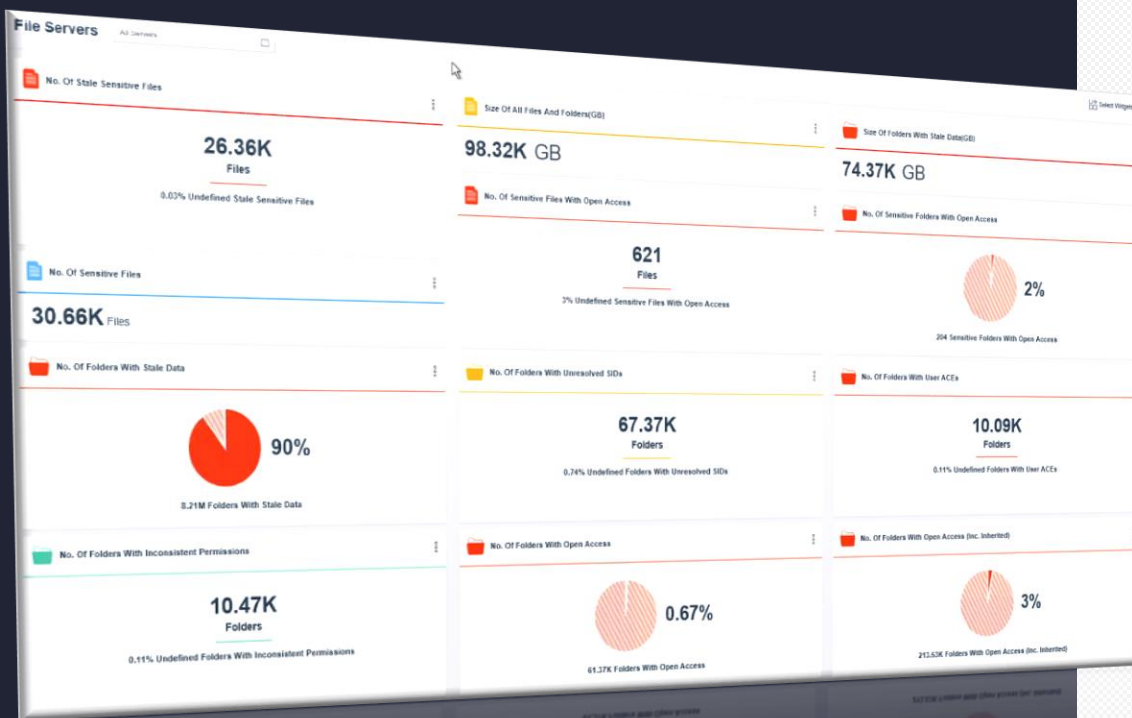 File Servers
All Servers
Select Widgets
No. Of Stale Sensitive Files
26.36K
Files
0.03% Undefined Stale Sensitive Files
Size Of All Files And Folders(GB)
98.32K GB
Size Of Folders With Stale Data(GB)
74.37K GB
No. Of Sensitive Files With Open Access
621
Files
3% Undefined Sensitive Files With Open Access
No. Of Sensitive Folders With Open Access
2%
204 Sensitive Folders With Open Access
No. Of Sensitive Files
30.66K Files
No. Of Folders With Stale Data
90%
8.21M Folders With Stale Data
No. Of Folders With Unresolved SIDs
67.37K
Folders
0.74% Undefined Folders With Unresolved SIDs
No. Of Folders With User ACEs
10.09K
Folders
0.11% Undefined Folders With User ACEs
No. Of Folders With Inconsistent Permissions
10.47K
Folders
0.11% Undefined Folders With Inconsistent Permissions
No. Of Folders With Open Access
0.67%
61.37K Folders With Open Access
No. Of Folders With Open Access (Inc. Inherited)
3%
213.63K Folders With Open Access (Inc. Inherited)